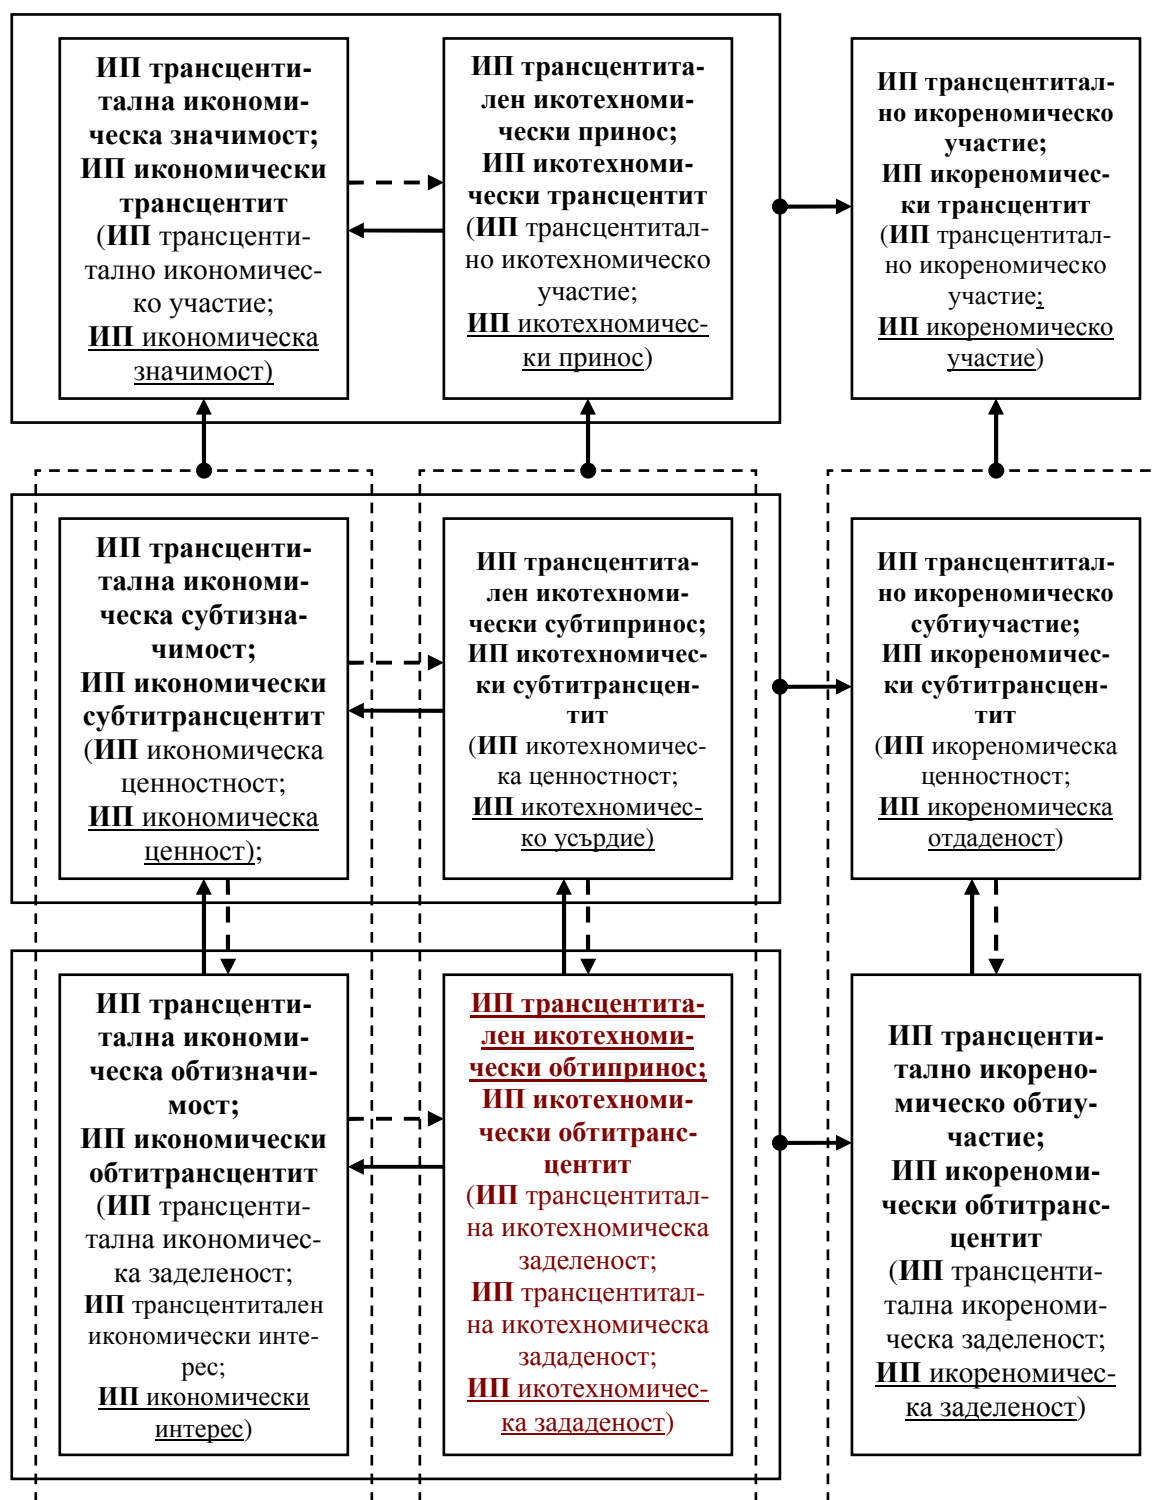 ИП трансценти-
тална икономи-
ческа значимост;
ИП икономически
трансцентит
(ИП трансценти-
тално икономичес-
ко участие;
ИП икономическа
значимост)
ИП трансцентита-
лен икотехноми-
чески принос;
ИП икотехноми-
чески трансцентит
(ИП трансцентитал-
но икотехномическо
участие;
ИП икотехномичес-
ки принос)
ИП трансцентитал-
но икореномическо
участие;
ИП икореномичес-
ки трансцентит
(ИП трансцентитал-
но икореномическо
участие;
ИП икореномическо
участие)
ИП трансценти-
тална икономи-
ческа субтизна-
чимост;
ИП икономически
субтитрансцентит
(ИП икономическа
ценностност;
ИП икономическа
ценност);
ИП трансцентита-
лен икотехноми-
чески субтипринос;
ИП икотехномичес-
ки субтитрансцен-
тит
(ИП икотехномичес-
ка ценностност;
ИП икотехномичес-
ко усърдие)
ИП трансцентитал-
но икореномическо
субтиучастие;
ИП икореномичес-
ки субтитрансцен-
тит
(ИП икореномическа
ценностност;
ИП икореномическа
отдаденост)
ИП трансценти-
тална икономи-
ческа обтизначи-
мост;
ИП икономически
обтитрансцентит
(ИП трансценти-
тална икономичес-
ка заделеност;
ИП трансцентитален
икономически инте-
рес;
ИП икономически
интерес)
ИП трансцентита-
лен икотехноми-
чески обтипринос;
ИП икотехноми-
чески обтитранс-
центит
(ИП трансцентитал-
на икотехномическа
заделеност;
ИП трансцентитал-
на икотехномическа
зададеност;
ИП икотехномичес-
ка зададеност)
ИП трансценти-
тално икорено-
мическо обтиу-
частие;
ИП икореноми-
чески обтитранс-
центит
(ИП трансценти-
тална икореноми-
ческа заделеност;
ИП икореномичес-
ка заделеност)